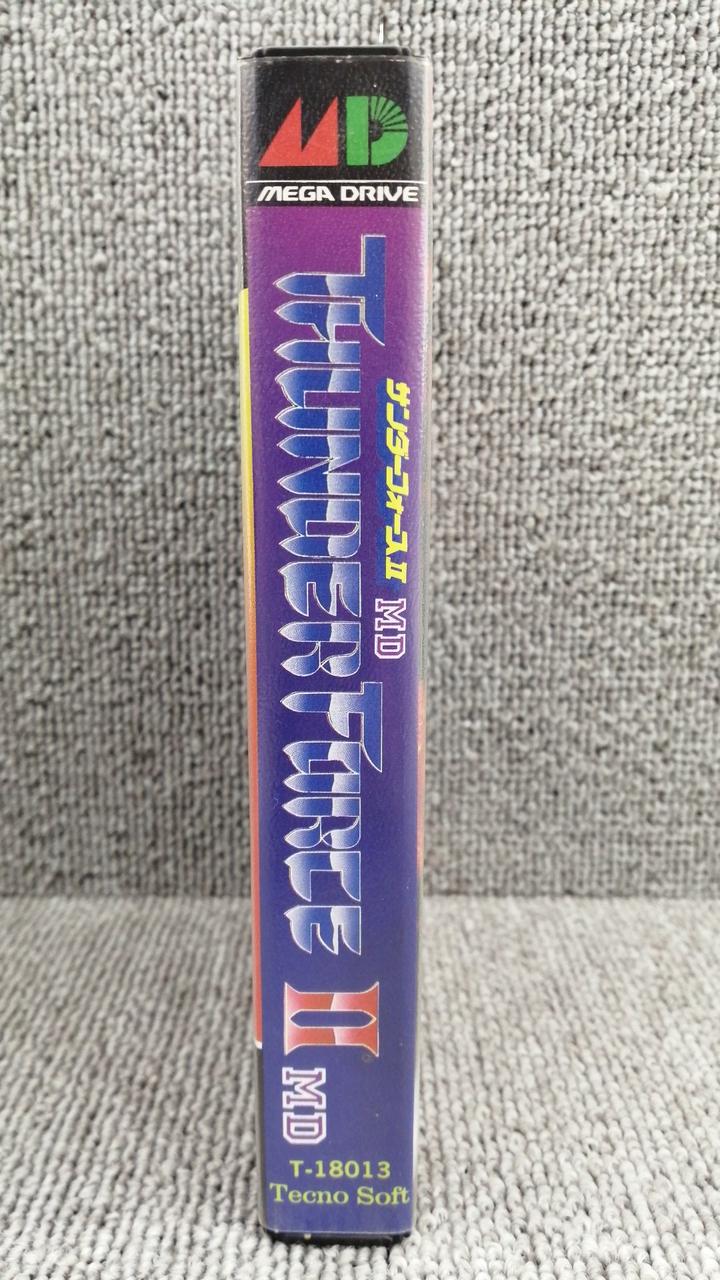 MD
MEGA DRIVE
サンダーフォースII MD
THUNDER FORCE II MD
T-18013
Tecno Soft